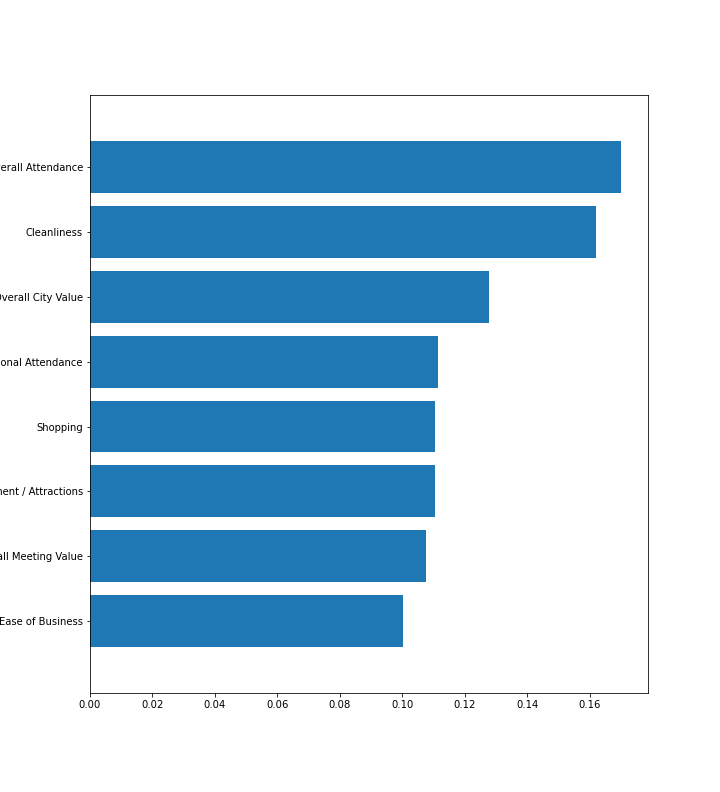 erall Attendance
Cleanliness
Overall City Value
onal Attendance
Shopping
ent / Attractions
all Meeting Value
Ease of Business
0.00 0.02 0.04 0.06 0.08 0.10 0.12 0.14 0.16